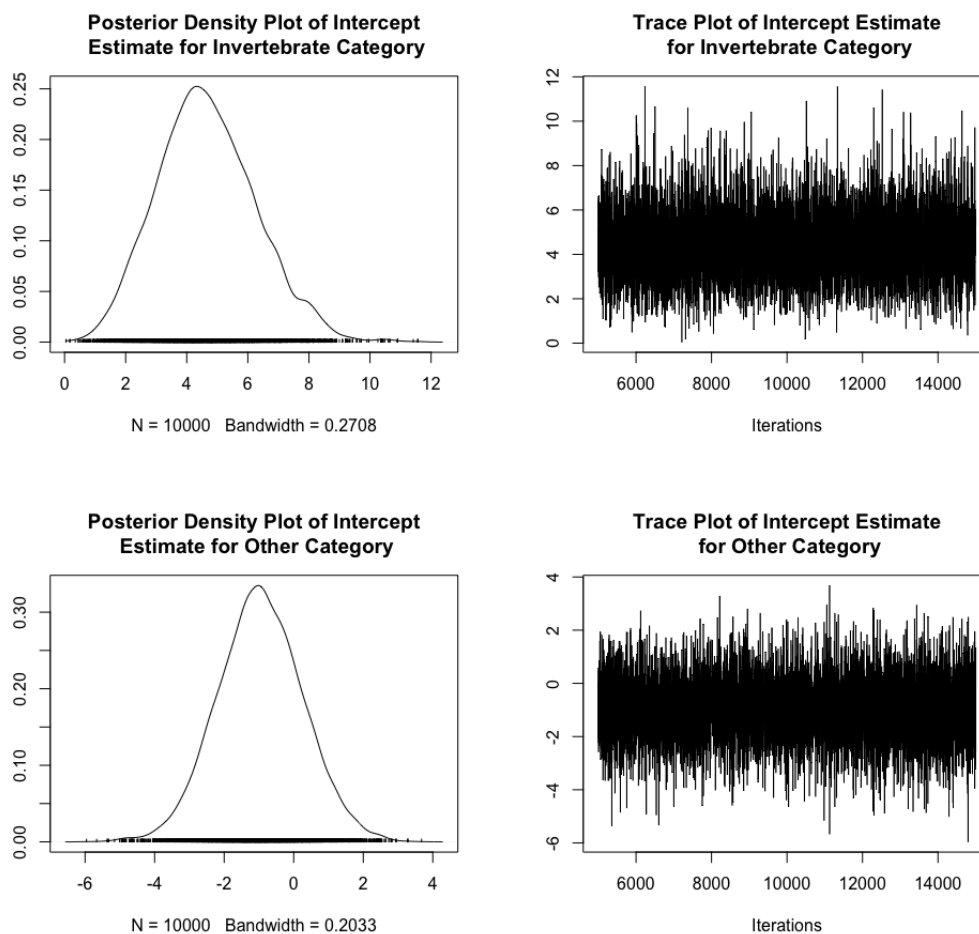 Posterior Density Plot of Intercept
Estimate for Invertebrate Category
0.00 0.05 0.10 0.15 0.20 0.25
0 2 4 6 8 10 12
N = 10000 Bandwidth = 0.2708
Trace Plot of Intercept Estimate
for Invertebrate Category
0 2 4 6 8 10 12
6000 8000 10000 12000 14000
Iterations
Posterior Density Plot of Intercept
Estimate for Other Category
0.00 0.10 0.20 0.30
-6 -4 -2 0 2 4
N = 10000 Bandwidth = 0.2033
Trace Plot of Intercept Estimate
for Other Category
-6 -4 -2 0 2 4
6000 8000 10000 12000 14000
Iterations